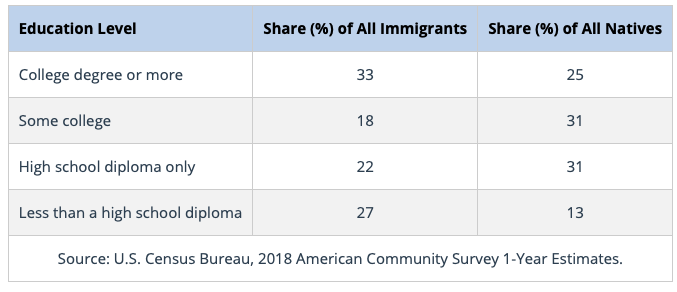 Education Level Share (%) of All Immigrants Share (%) of All Natives
College degree or more 33 25
Some college 18 31
High school diploma only 22 31
Less than a high school diploma 27 13
Source: U.S. Census Bureau, 2018 American Community Survey 1-Year Estimates.